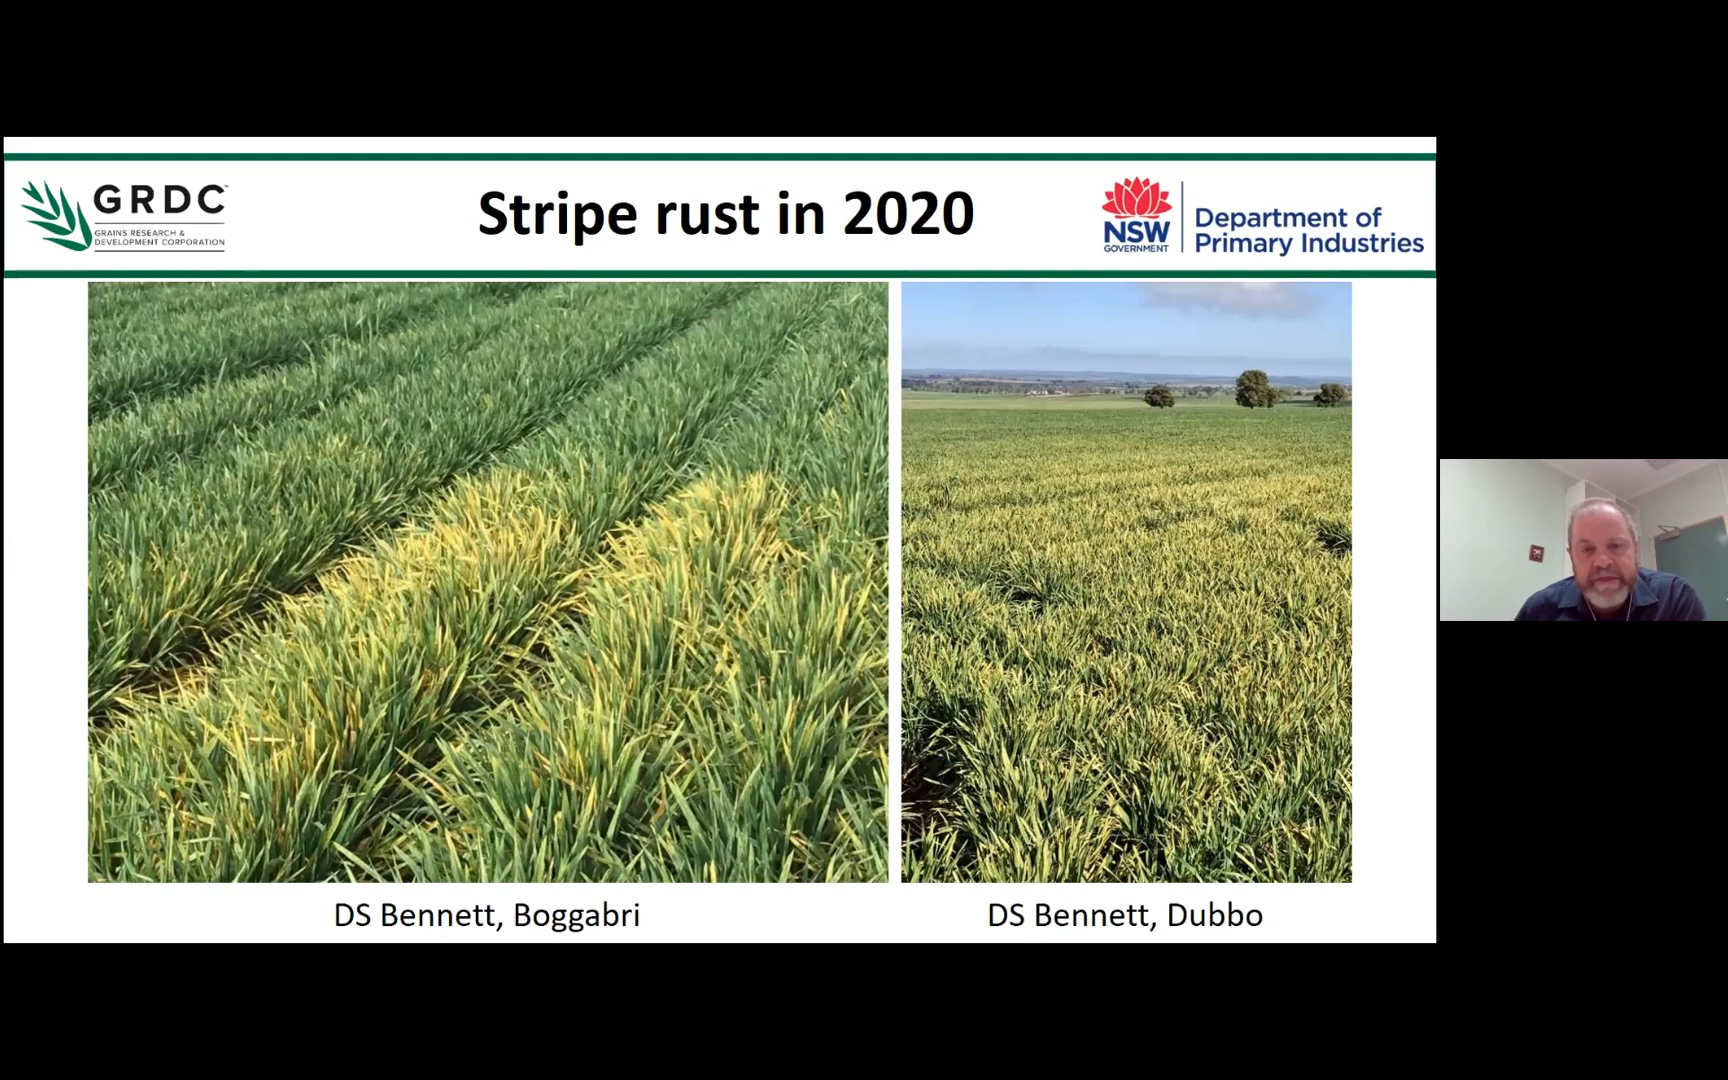 GRDC™
GRAINS RESEARCH &
DEVELOPMENT CORPORATION
Stripe rust in 2020
NSW
GOVERNMENT
Department of
Primary Industries
DS Bennett, Boggabri
DS Bennett, Dubbo